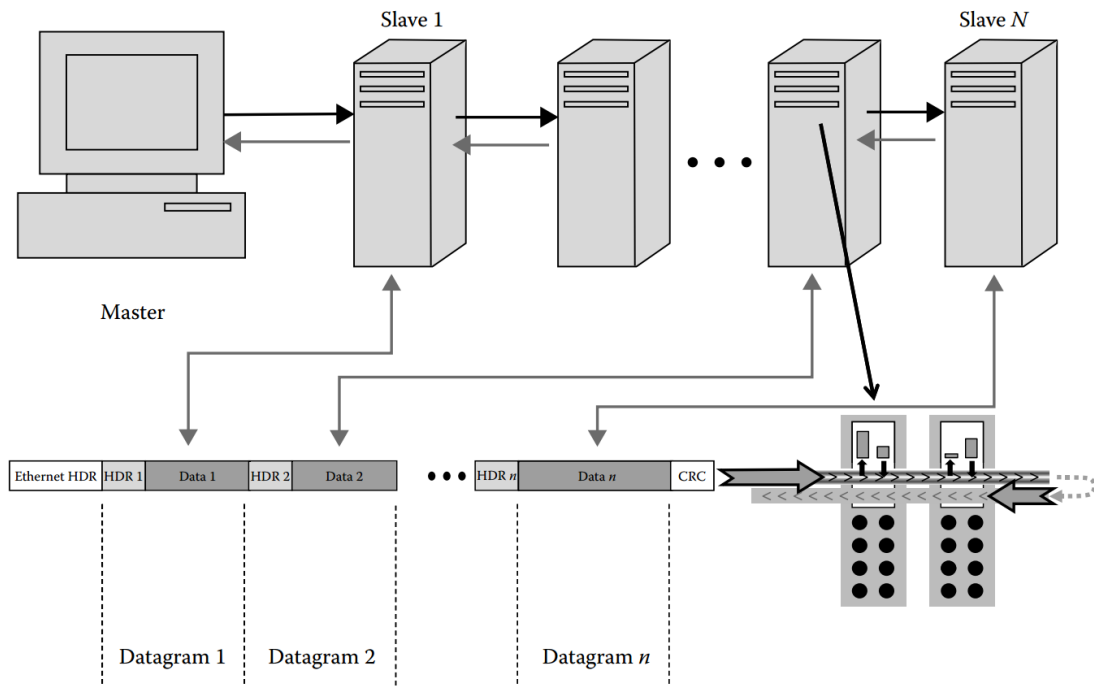 Slave 1
Slave N
Master
Ethernet HDR HDR 1 Data 1 HDR 2 Data 2 HDR n Data n CRC
Datagram 1 Datagram 2 Datagram n